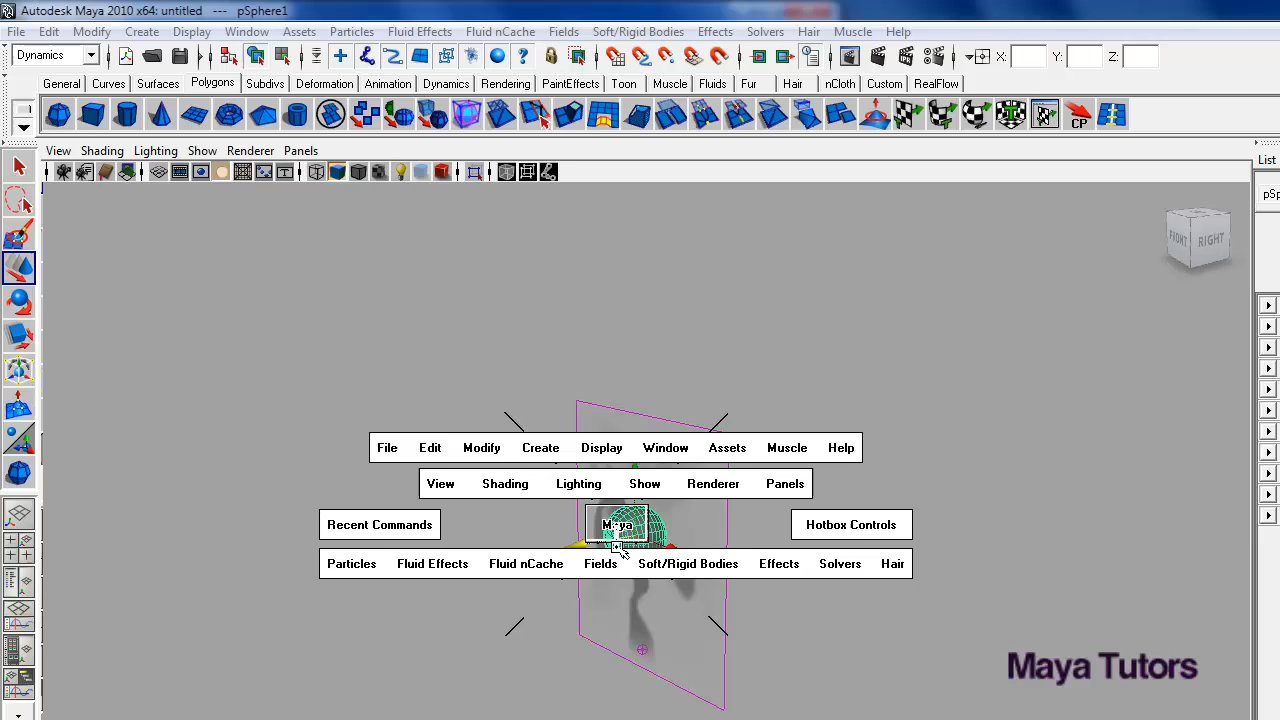 Autodesk Maya 2010 x64: untitled --- pSphere1
File Edit Modify Create Display Window Assets Particles Fluid Effects Fluid nCache Fields Soft/Rigid Bodies Effects Solvers Hair Muscle Help
Dynamics X: Y: Z:
General Curves Surfaces Polygons Subdivs Deformation Animation Dynamics Rendering PaintEffects Toon Muscle Fluids Fur Hair nCloth Custom RealFlow
CP
View Shading Lighting Show Renderer Panels
List
pSp
FRONT RIGHT
File Edit Modify Create Display Window Assets Muscle Help
View Shading Lighting Show Renderer Panels
Recent Commands Maya Hotbox Controls
Particles Fluid Effects Fluid nCache Fields Soft/Rigid Bodies Effects Solvers Hair
Maya Tutors